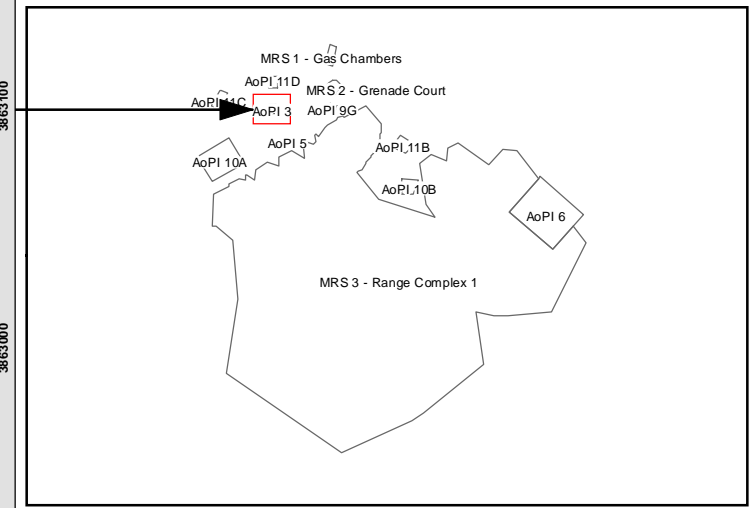 MRS 1 - Gas Chambers
AoPI 11D
MRS 2 - Grenade Court
AoPI 11C
AoPI 3
AoPI 9G
AoPI 5
AoPI 11B
AoPI 10A
AoPI 10B
AoPI 6
MRS 3 - Range Complex 1
3863100
3863000